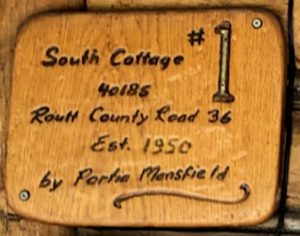 South Cottage #1
40185
Routt County Road 36
Est. 1950
by Portia Mansfield